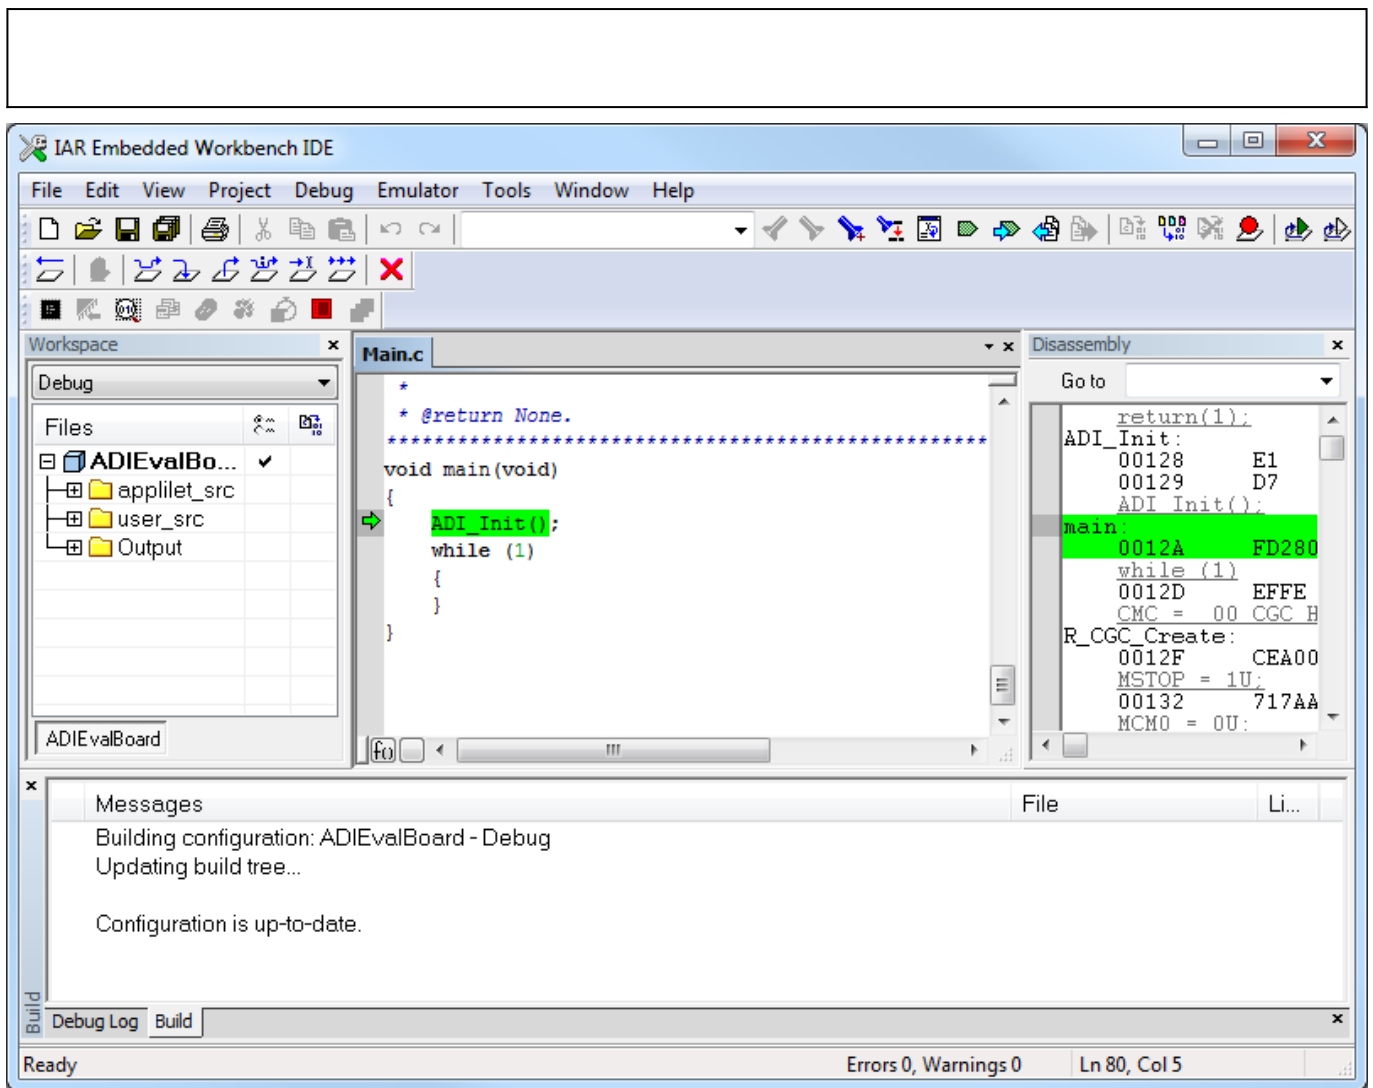 IAR Embedded Workbench IDE
File Edit View Project Debug Emulator Tools Window Help
Workspace
Debug
Files
ADIEvalBo...
applilet_src
user_src
Output
ADIEvalBoard
Main.c
*
* @return None.
***************************************************
void main(void)
{
ADI_Init();
while (1)
{
}
}
Disassembly
Go to
return(1);
ADI_Init:
00128 E1
00129 D7
ADI_Init();
main:
0012A FD280
while (1)
0012D EFFE
CMC = _00_CGC_H
R_CGC_Create:
0012F CEA00
MSTOP = 1U;
00132 717AA
MCM0 = 0U;
Messages File Li...
Building configuration: ADIEvalBoard - Debug
Updating build tree...
Configuration is up-to-date.
Build
Debug Log Build
Ready Errors 0, Warnings 0 Ln 80, Col 5